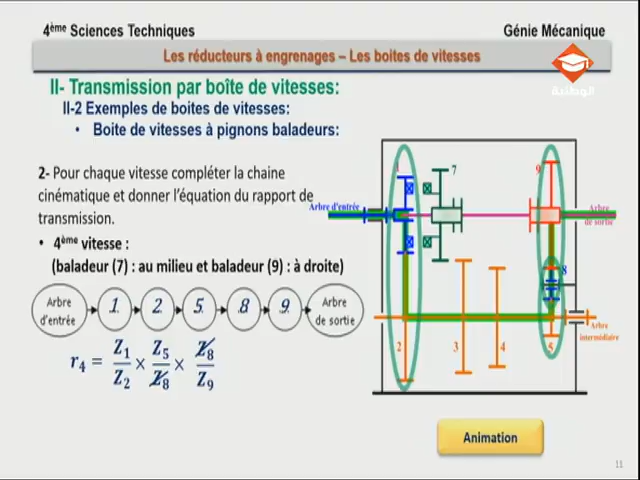 4ème Sciences Techniques
Génie Mécanique
Les réducteurs à engrenages – Les boites de vitesses
الوطنية
II- Transmission par boîte de vitesses:
II-2 Exemples de boites de vitesses:
• Boite de vitesses à pignons baladeurs:
2- Pour chaque vitesse compléter la chaine
cinématique et donner l'équation du rapport de
transmission.
• 4ème vitesse :
(baladeur (7) : au milieu et baladeur (9) : à droite)
Arbre d'entrée 1 2 5 8 9 Arbre de sortie
r4 = Z1/Z2 × Z5/Z8 × Z8/Z9
1 7 9
Arbre d'entrée
Arbre de sortie
8
Arbre intermédiaire
2 3 4 5
Animation
11